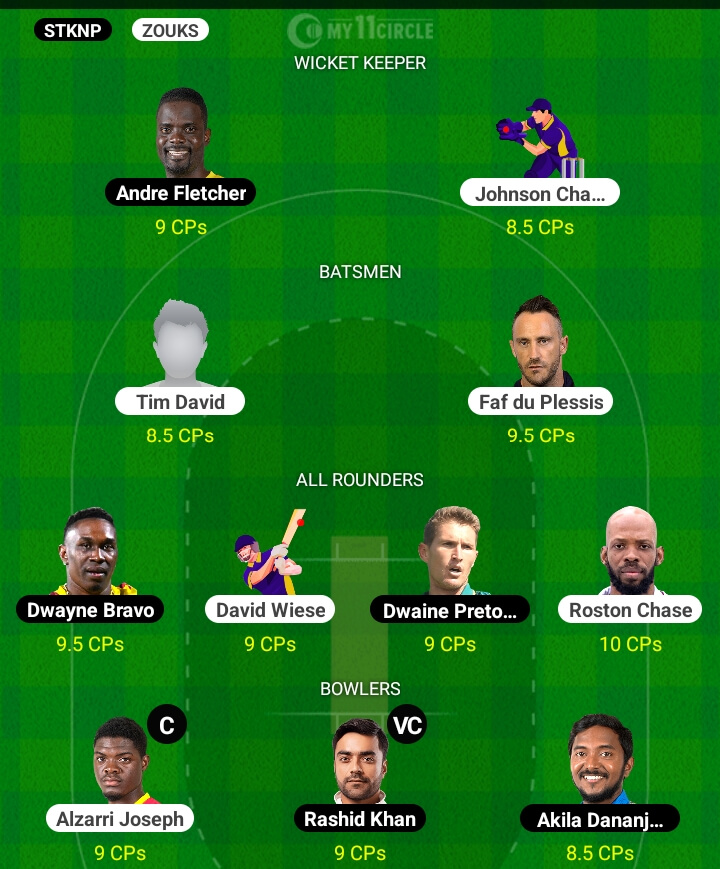 STKNP ZOUKS MY11CIRCLE
WICKET KEEPER
Andre Fletcher Johnson Cha...
9 CPs 8.5 CPs
BATSMEN
Tim David Faf du Plessis
8.5 CPs 9.5 CPs
ALL ROUNDERS
Dwayne Bravo David Wiese Dwaine Preto... Roston Chase
9.5 CPs 9 CPs 9 CPs 10 CPs
BOWLERS
C VC
Alzarri Joseph Rashid Khan Akila Dananj...
9 CPs 9 CPs 8.5 CPs